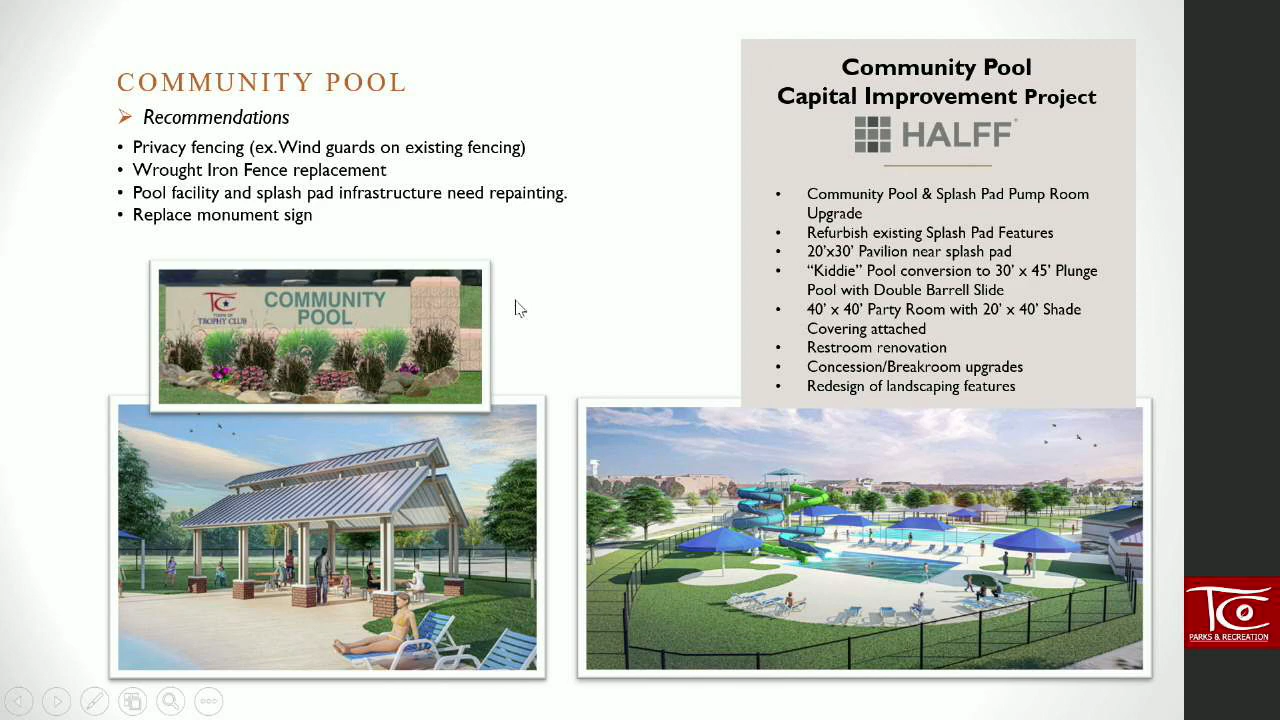 COMMUNITY POOL
➢ Recommendations
• Privacy fencing (ex. Wind guards on existing fencing)
• Wrought Iron Fence replacement
• Pool facility and splash pad infrastructure need repainting.
• Replace monument sign
TC
TOWN OF
TROPHY CLUB
COMMUNITY
POOL
Community Pool
Capital Improvement Project
HALFF
• Community Pool & Splash Pad Pump Room
Upgrade
• Refurbish existing Splash Pad Features
• 20’x30’ Pavilion near splash pad
• “Kiddie” Pool conversion to 30’ x 45’ Plunge
Pool with Double Barrell Slide
• 40’ x 40’ Party Room with 20’ x 40’ Shade
Covering attached
• Restroom renovation
• Concession/Breakroom upgrades
• Redesign of landscaping features
PARKS & RECREATION